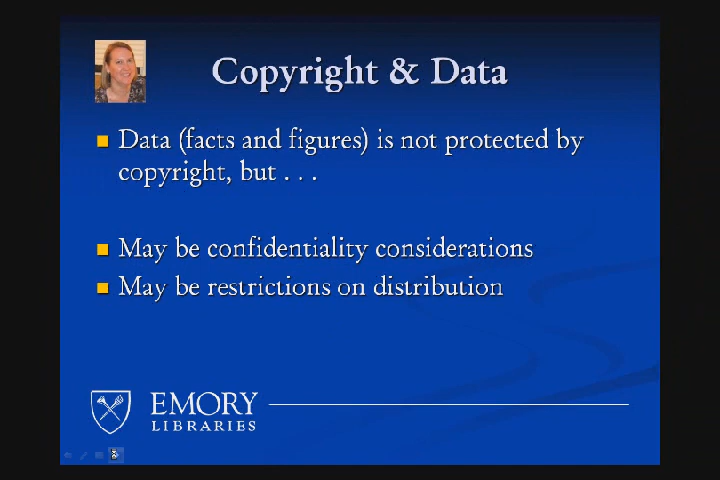 Copyright & Data
Data (facts and figures) is not protected by
copyright, but . . .
May be confidentiality considerations
May be restrictions on distribution
EMORY
LIBRARIES